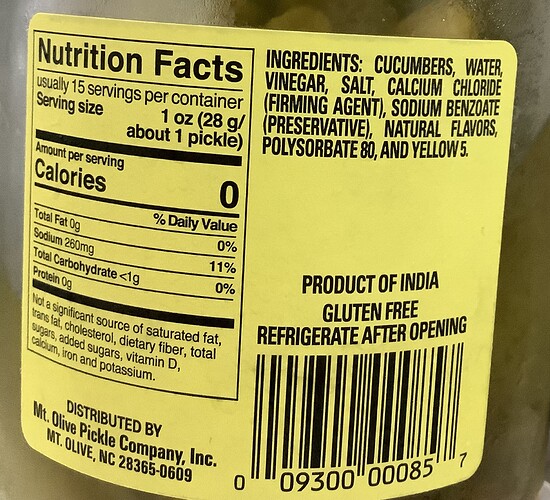 Nutrition Facts
usually 15 servings per container
Serving size 1 oz (28 g/
about 1 pickle)
Amount per serving
Calories 0
% Daily Value
Total Fat 0g 0%
Sodium 260mg 11%
Total Carbohydrate <1g 0%
Protein 0g
Not a significant source of saturated fat,
trans fat, cholesterol, dietary fiber, total
sugars, added sugars, vitamin D,
calcium, iron and potassium.
DISTRIBUTED BY
Mt. Olive Pickle Company, Inc.
MT. OLIVE, NC 28365-0609
INGREDIENTS: CUCUMBERS, WATER,
VINEGAR, SALT, CALCIUM CHLORIDE
(FIRMING AGENT), SODIUM BENZOATE
(PRESERVATIVE), NATURAL FLAVORS,
POLYSORBATE 80, AND YELLOW 5.
PRODUCT OF INDIA
GLUTEN FREE
REFRIGERATE AFTER OPENING
0 09300 00085 7